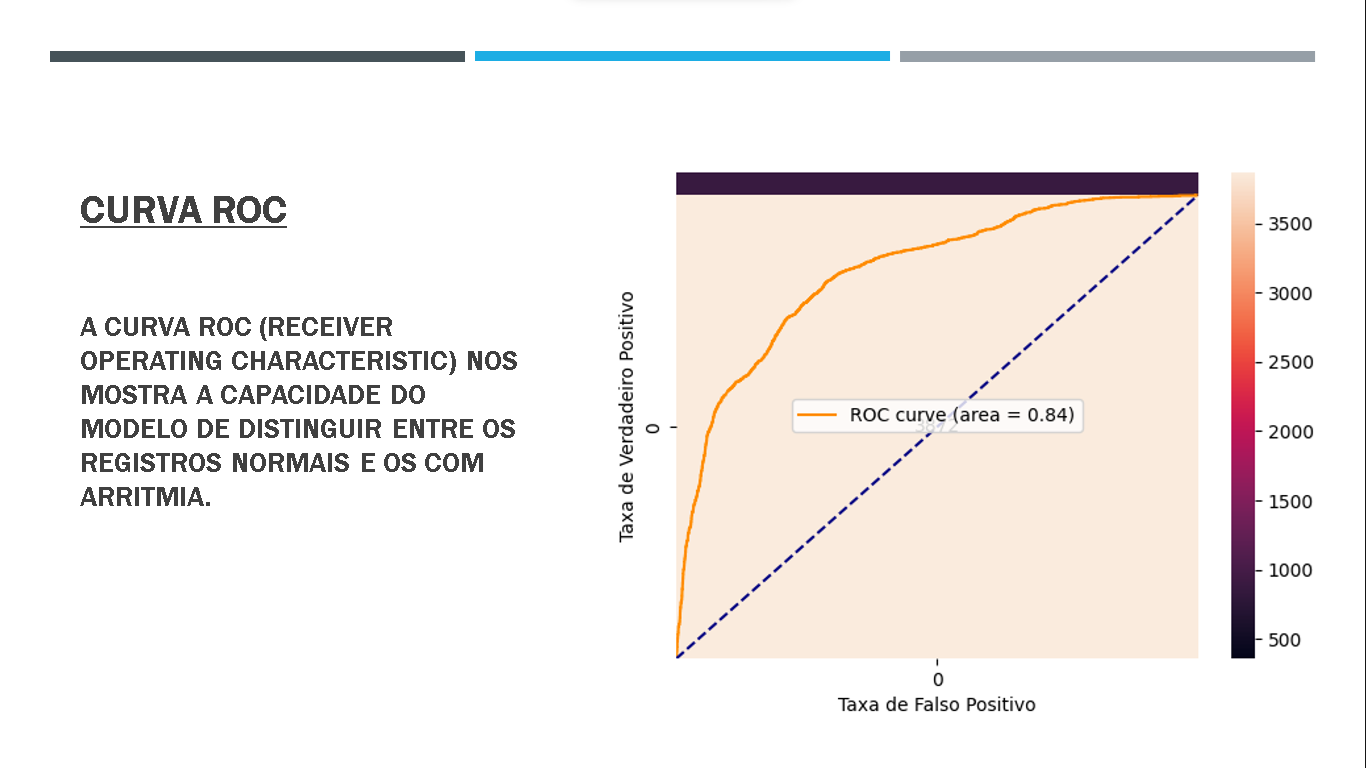 CURVA ROC
A CURVA ROC (RECEIVER
OPERATING CHARACTERISTIC) NOS
MOSTRA A CAPACIDADE DO
MODELO DE DISTINGUIR ENTRE OS
REGISTROS NORMAIS E OS COM
ARRITMIA.
Taxa de Verdadeiro Positivo
0
ROC curve (area = 0.84)
0
Taxa de Falso Positivo
3500
3000
2500
2000
1500
1000
500